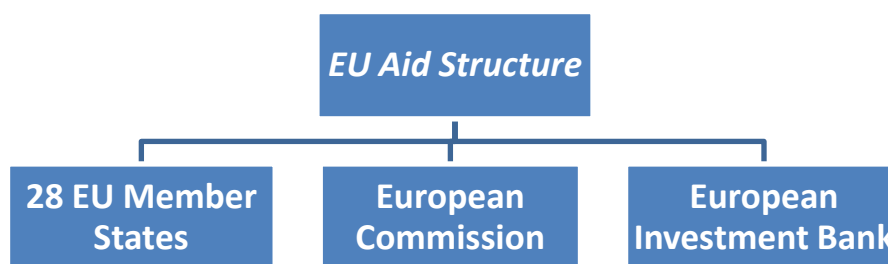 EU Aid Structure
28 EU Member
States
European
Commission
European
Investment Bank